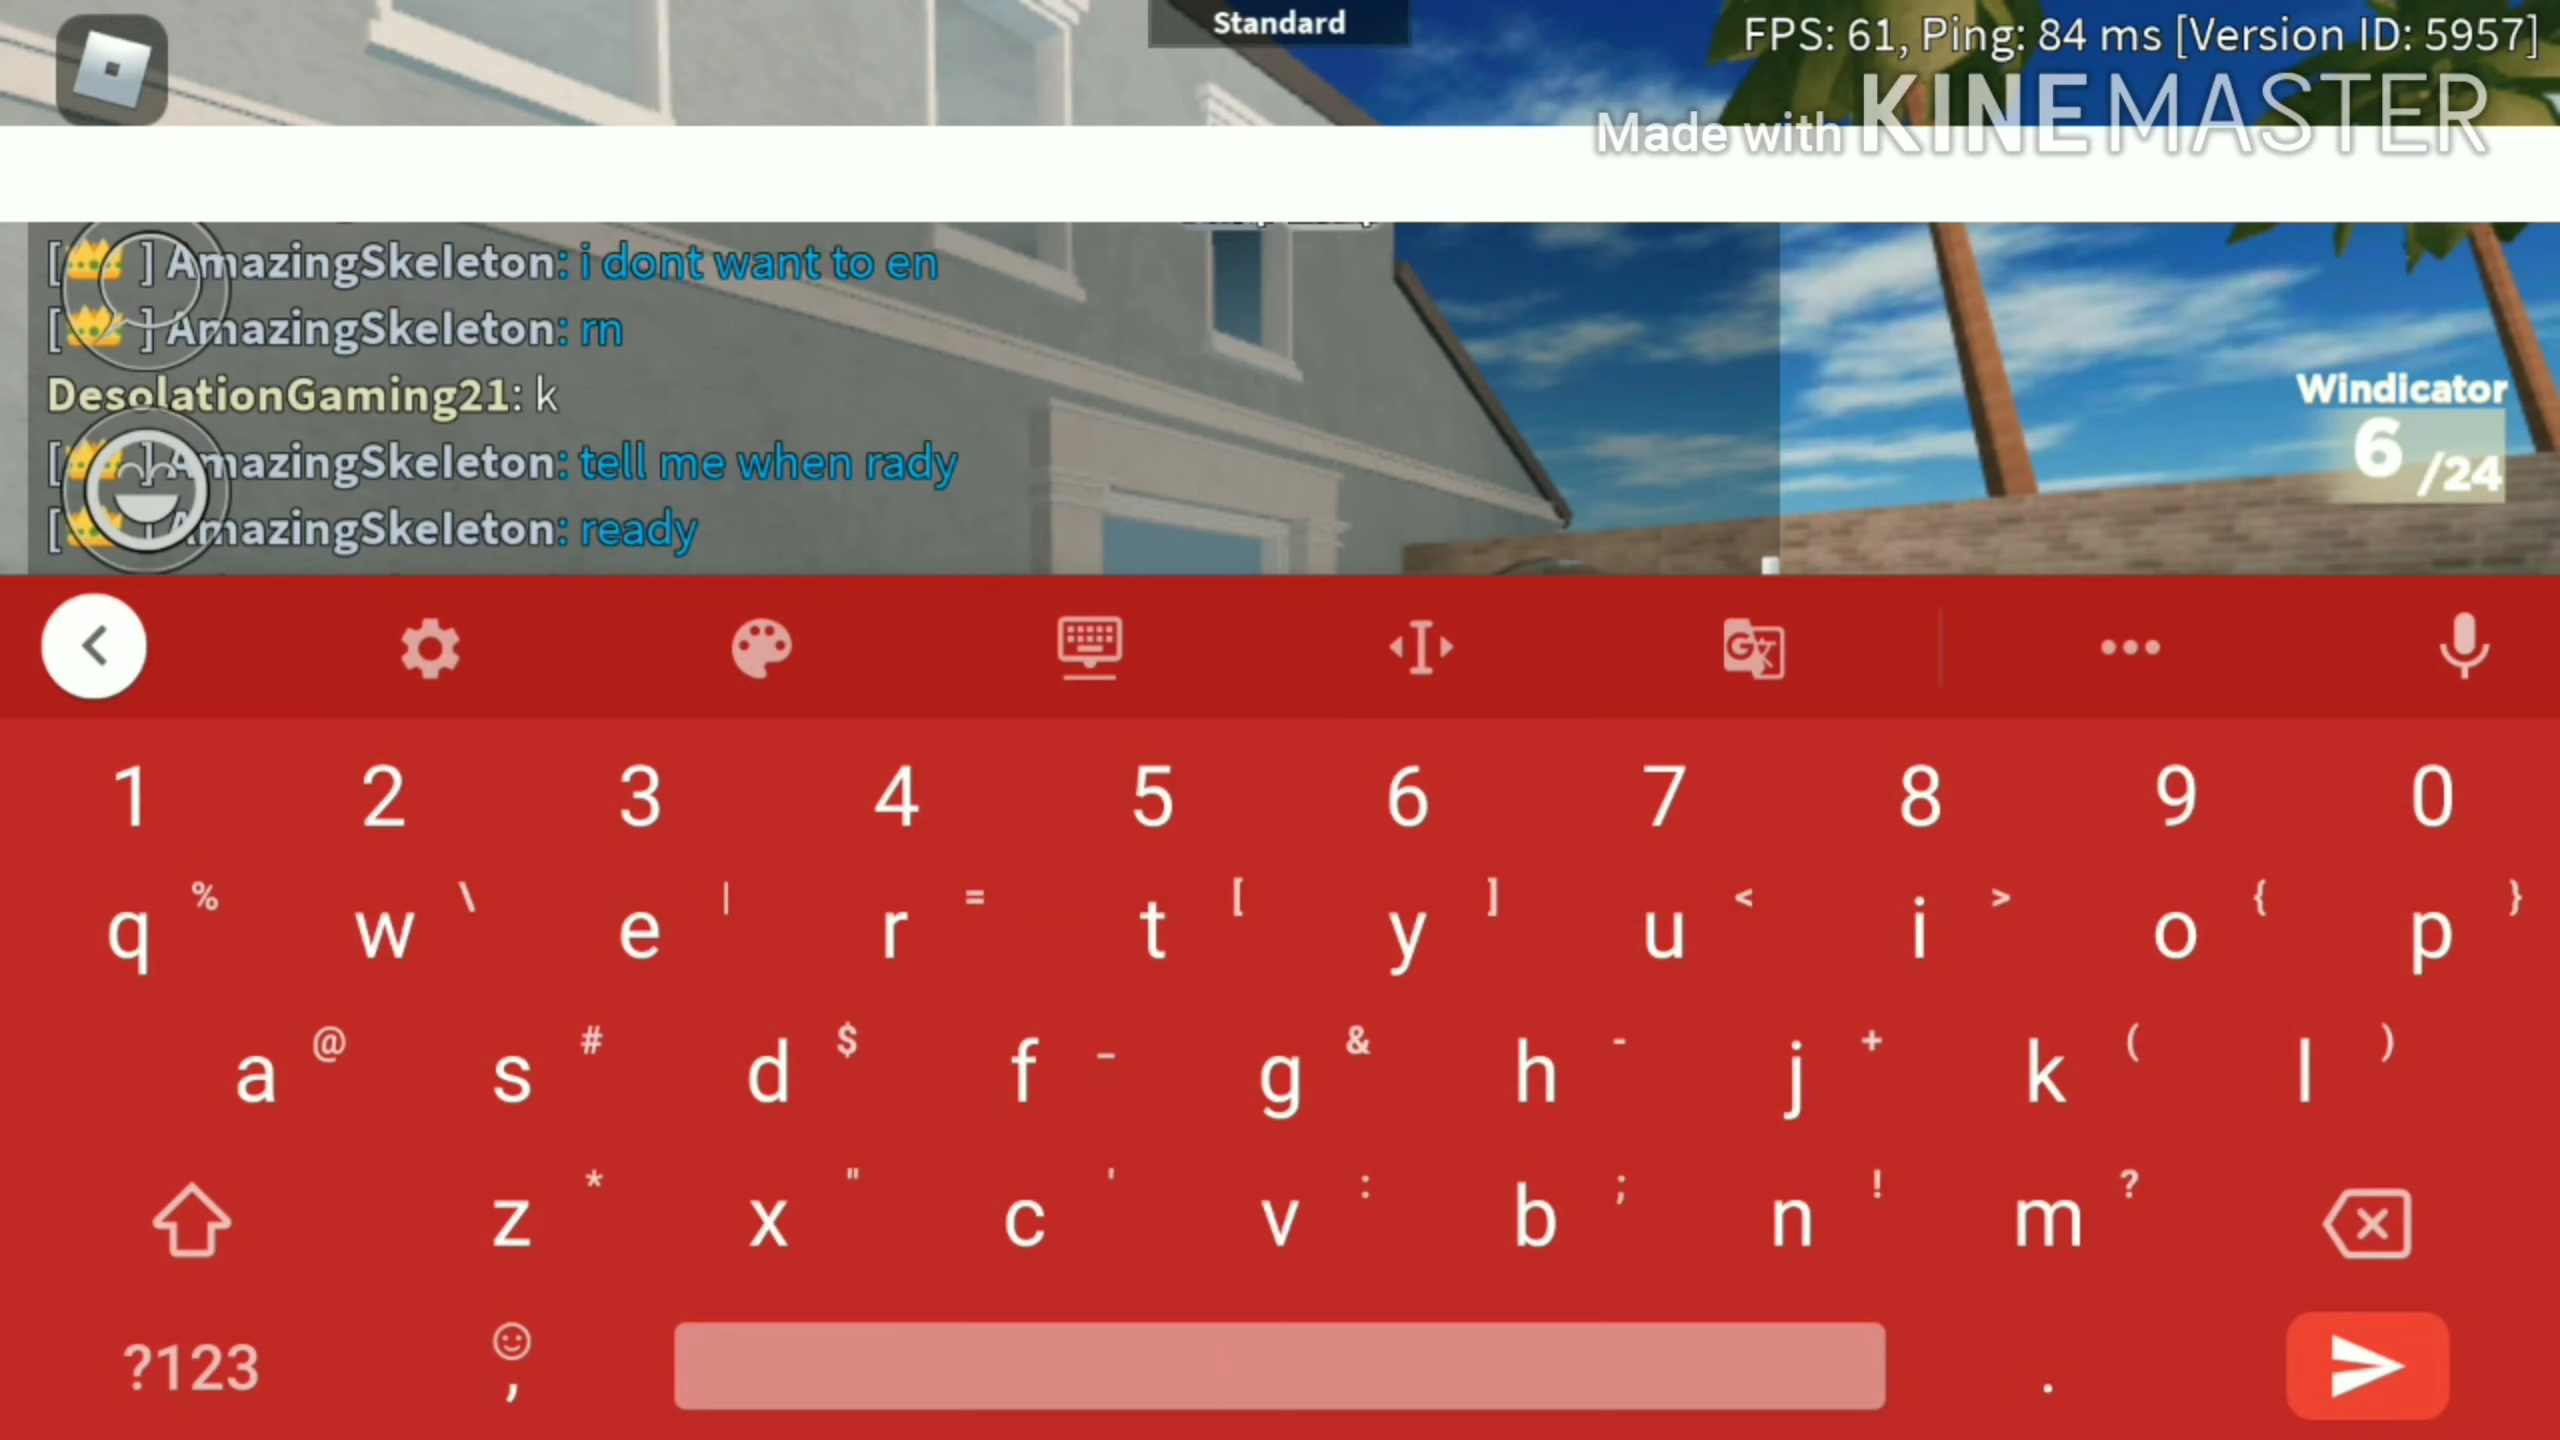 Standard
FPS: 61, Ping: 84 ms [Version ID: 5957]
Made with KINEMASTER
[👑 ] AmazingSkeleton: i dont want to en
[👑 ] AmazingSkeleton: rn
DesolationGaming21: k
[👑 ] AmazingSkeleton: tell me when rady
[👑 ] AmazingSkeleton: ready
Windicator
6 /24
1 2 3 4 5 6 7 8 9 0
q % w \ e | r = t [ y ] u < i > o { p }
a @ s # d $ f _ g & h - j + k ( l )
z * x " c ' v : b ; n ! m ?
?123 , .